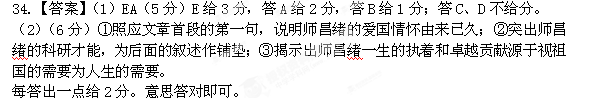 34.【答案】(1) EA（5分）E给3分，答A给2分，答B给1分；答C、D不给分。
（2）(6分）①照应文章首段的第一句，说明师昌绪的爱国情怀由来已久；②突出师昌
绪的科研才能，为后面的叙述作铺垫；③揭示出师昌绪一生的执着和卓越贡献源于视祖
国的需要为人生的需要。
每答出一点给2分。意思答对即可。